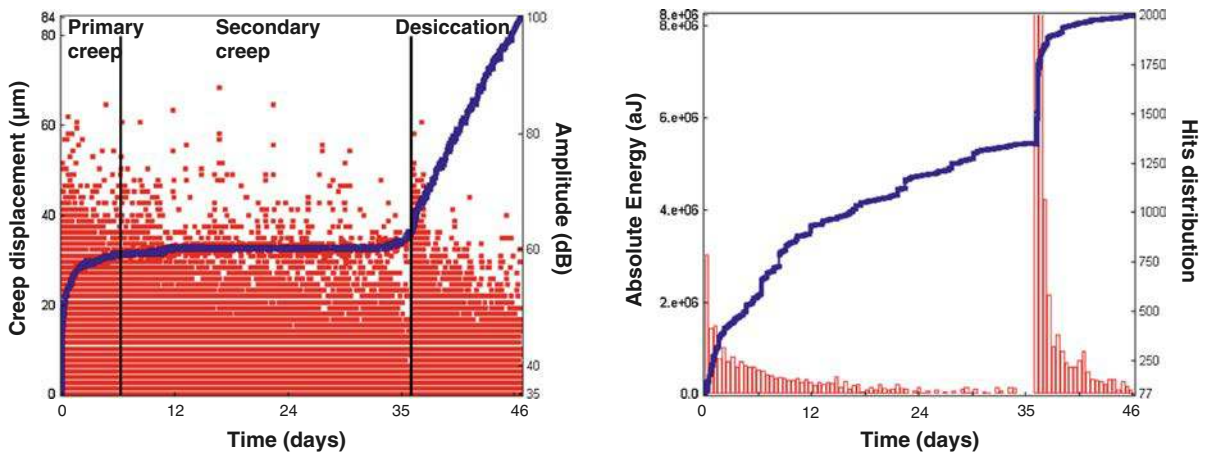 84
80
60
40
20
0
Creep displacement (µm)
Primary
creep
Secondary
creep
Desiccation
100
80
60
40
35
Amplitude (dB)
0
12
24
35
46
Time (days)
8.e+06
8.e+06
6.e+06
4.e+06
2.e+06
0.0
Absolute Energy (aJ)
2000
1750
1500
1250
1000
750
500
250
77
Hits distribution
0
12
24
35
46
Time (days)